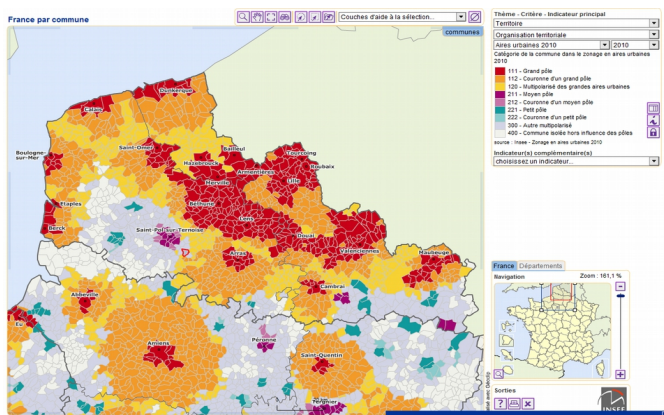 France par commune
Couches d'aide à la sélection...
communes
Dunkerque
Calais
Saint-Omer
Bailleul
Tourcoing
Boulogne-
sur-Mer
Hazebrouck
Armentières
Roubaix
Lille
Merville
Etaples
Béthune
Lens
Berck
Saint-Pol-sur-Ternoise
Douai
Valenciennes
Maubeuge
Arras
Cambrai
Abbeville
Eu
Amiens
Péronne
Saint-Quentin
Tergnier
Thème - Critère - Indicateur principal
Territoire
Organisation territoriale
Aires urbaines 2010
2010
Catégorie de la commune dans le zonage en aires urbaines
2010
111 - Grand pôle
112 - Couronne d'un grand pôle
120 - Multipolarisé des grandes aires urbaines
211 - Moyen pôle
212 - Couronne d'un moyen pôle
221 - Petit pôle
222 - Couronne d'un petit pôle
300 - Autre multipolarisé
400 - Commune isolée hors influence des pôles
source : Insee - Zonage en aires urbaines 2010
Indicateur(s) complémentaire(s)
choisissez un indicateur...
France
Départements
Navigation
Zoom : 161,1 %
Sorties
?
INSEE